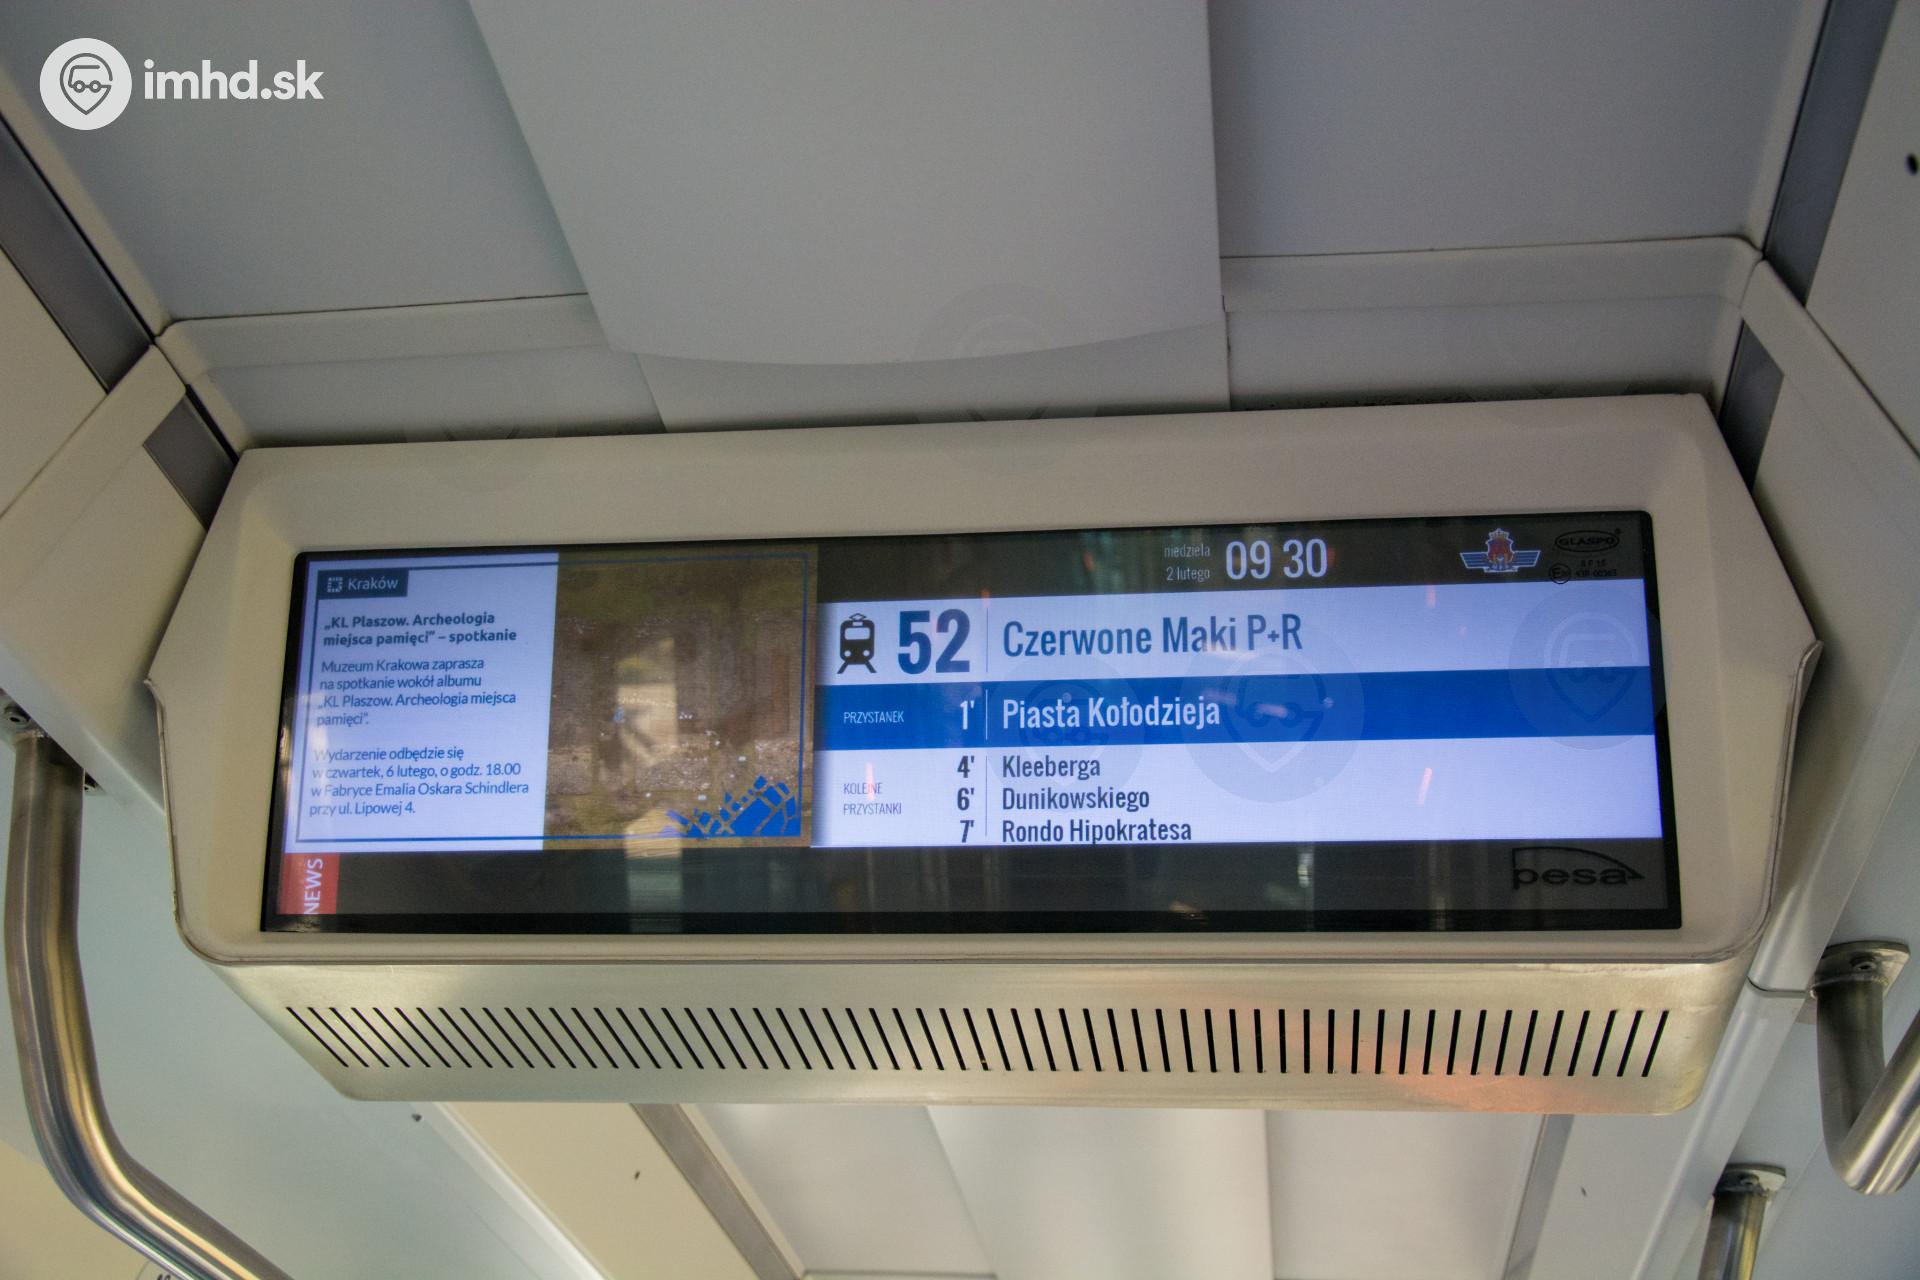 imhd.sk
Kraków
„KL Plaszow. Archeologia
miejsca pamięci” – spotkanie
Muzeum Krakowa zaprasza
na spotkanie wokół albumu
„KL Plaszow. Archeologia miejsca
pamięci”.
Wydarzenie odbędzie się
w czwartek, 6 lutego, o godz. 18.00
w Fabryce Emalia Oskara Schindlera
przy ul. Lipowej 4.
NEWS
niedziela
2 lutego
09 30
GLASPO
52 Czerwone Maki P+R
PRZYSTANEK 1' Piasta Kołodzieja
KOLEJNE
PRZYSTANKI
4' Kleeberga
6' Dunikowskiego
7' Rondo Hipokratesa
pesa